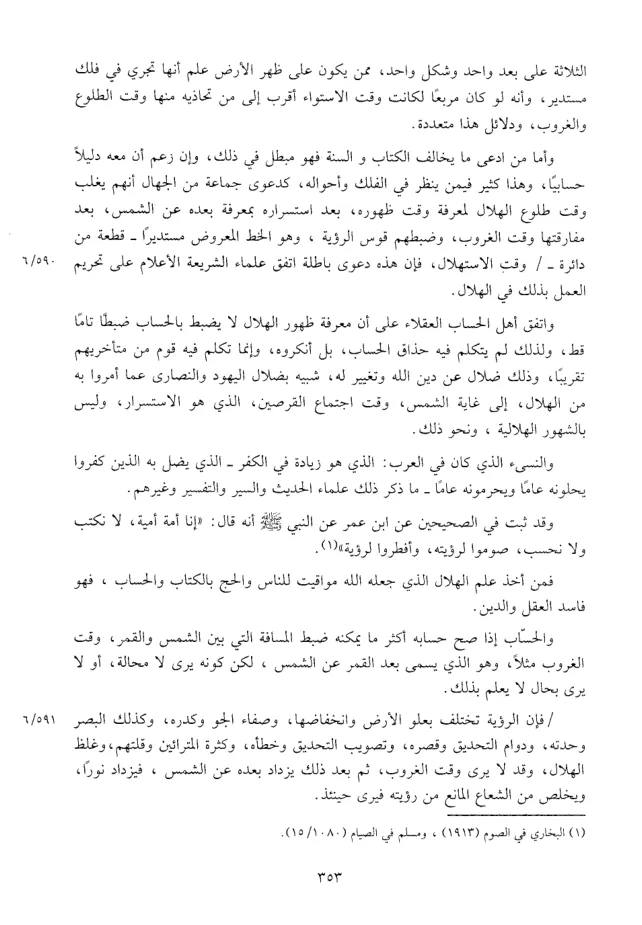 الثلاثة على بعد واحد وشكل واحد، ممن يكون على ظهر الأرض علم أنها تجري في فلك
مستدير، وأنه لو كان مربعًا لكانت وقت الاستواء أقرب إلى من تحاذيه منها وقت الطلوع
والغروب، ودلائل هذا متعددة.
وأما من ادعى ما يخالف الكتاب و السنة فهو مبطل في ذلك، وإن زعم أن معه دليلاً
حسابيًا، وهذا كثير فيمن ينظر في الفلك وأحواله، كدعوى جماعة من الجهال أنهم يغلب
وقت طلوع الهلال لمعرفة وقت ظهوره، بعد استسراره بمعرفة بعده عن الشمس، بعد
مفارقتها وقت الغروب، وضبطهم قوس الرؤية ، وهو الخط المعروض مستديرًا ـ قطعة من
٦/٥٩٠ دائرة ـ / وقت الاستهلال، فإن هذه دعوى باطلة اتفق علماء الشريعة الأعلام على تحريم
العمل بذلك في الهلال.
واتفق أهل الحساب العقلاء على أن معرفة ظهور الهلال لا يضبط بالحساب ضبطًا تامًا
قط، ولذلك لم يتكلم فيه حذاق الحساب، بل أنكروه، وإنما تكلم فيه قوم من متأخريهم
تقريبًا، وذلك ضلال عن دين الله وتغيير له، شبيه بضلال اليهود والنصارى عما أمروا به
من الهلال، إلى غاية الشمس، وقت اجتماع القرصين، الذي هو الاستسرار، وليس
بالشهور الهلالية ، ونحو ذلك.
والنسىء الذي كان في العرب: الذي هو زيادة في الكفر ـ الذي يضل به الذين كفروا
يحلونه عامًا ويحرمونه عامًا ـ ما ذكر ذلك علماء الحديث والسير والتفسير وغيرهم.
وقد ثبت في الصحيحين عن ابن عمر عن النبي ﷺ أنه قال: «إنا أمة أمية، لا نكتب
ولا نحسب، صوموا لرؤيته، وأفطروا لرؤية»(١).
فمن أخذ علم الهلال الذي جعله الله مواقيت للناس والحج بالكتاب والحساب ، فهو
فاسد العقل والدين.
والحسّاب إذا صح حسابه أكثر ما يمكنه ضبط المسافة التي بين الشمس والقمر، وقت
الغروب مثلاً، وهو الذي يسمى بعد القمر عن الشمس ، لكن كونه يرى لا محالة، أو لا
يرى بحال لا يعلم بذلك.
٦/٥٩١ / فإن الرؤية تختلف بعلو الأرض وانخفاضها، وصفاء الجو وكدره، وكذلك البصر
وحدته، ودوام التحديق وقصره، وتصويب التحديق وخطأه، وكثرة المترائين وقلتهم،وغلظ
الهلال، وقد لا يرى وقت الغروب، ثم بعد ذلك يزداد بعده عن الشمس ، فيزداد نورًا،
ويخلص من الشعاع المانع من رؤيته فيرى حينئذ.
(١) البخاري في الصوم (١٩١٣) ، ومسلم في الصيام (١٥/١٠٨٠).
٣٥٣